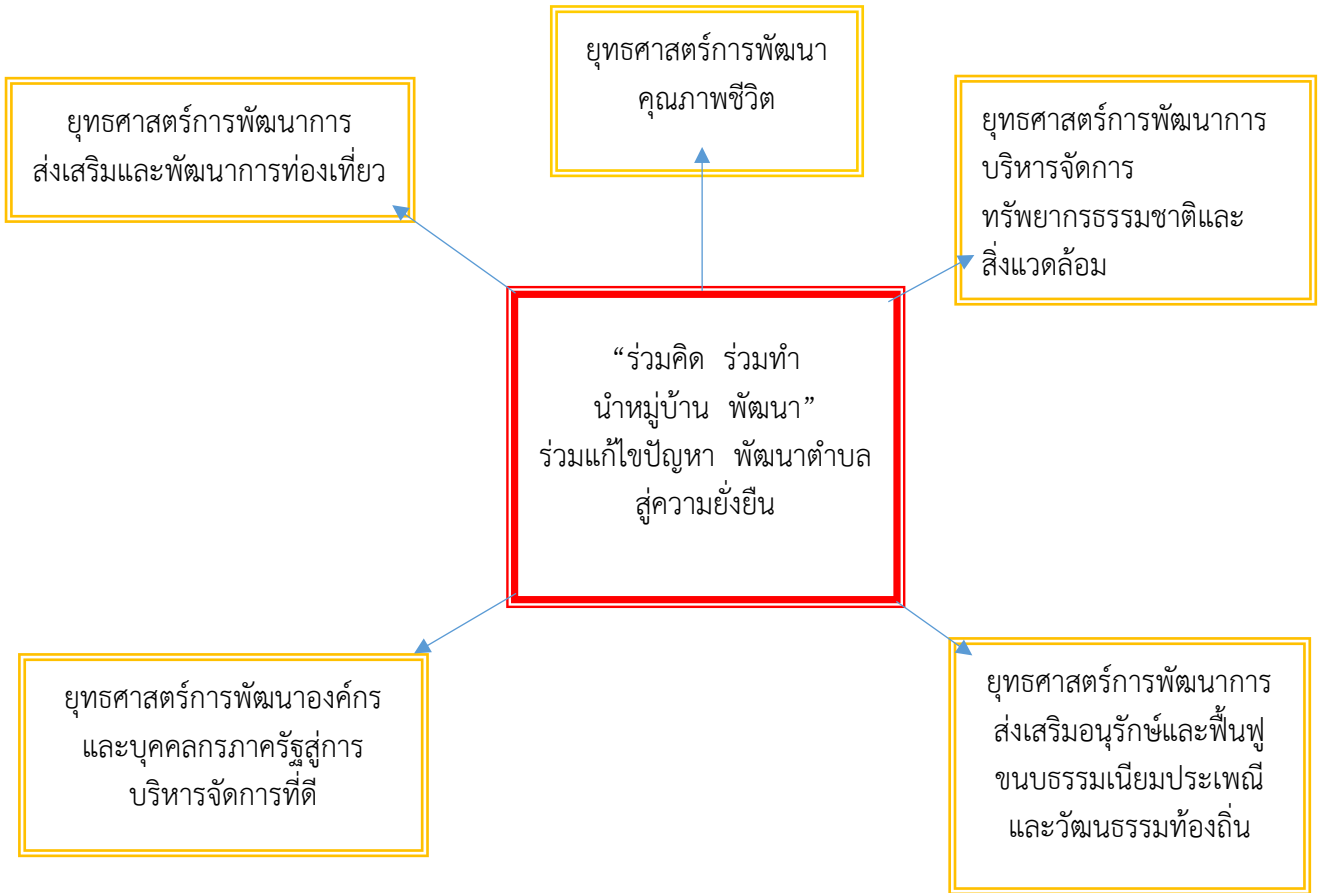 ยุทธศาสตร์การพัฒนา
คุณภาพชีวิต
ยุทธศาสตร์การพัฒนาการ
ส่งเสริมและพัฒนาการท่องเที่ยว
ยุทธศาสตร์การพัฒนาการ
บริหารจัดการ
ทรัพยากรธรรมชาติและ
สิ่งแวดล้อม
“ร่วมคิด ร่วมทำ
นำหมู่บ้าน พัฒนา”
ร่วมแก้ไขปัญหา พัฒนาตำบล
สู่ความยั่งยืน
ยุทธศาสตร์การพัฒนาองค์กร
และบุคคลกรภาครัฐสู่การ
บริหารจัดการที่ดี
ยุทธศาสตร์การพัฒนาการ
ส่งเสริมอนุรักษ์และฟื้นฟู
ขนบธรรมเนียมประเพณี
และวัฒนธรรมท้องถิ่น